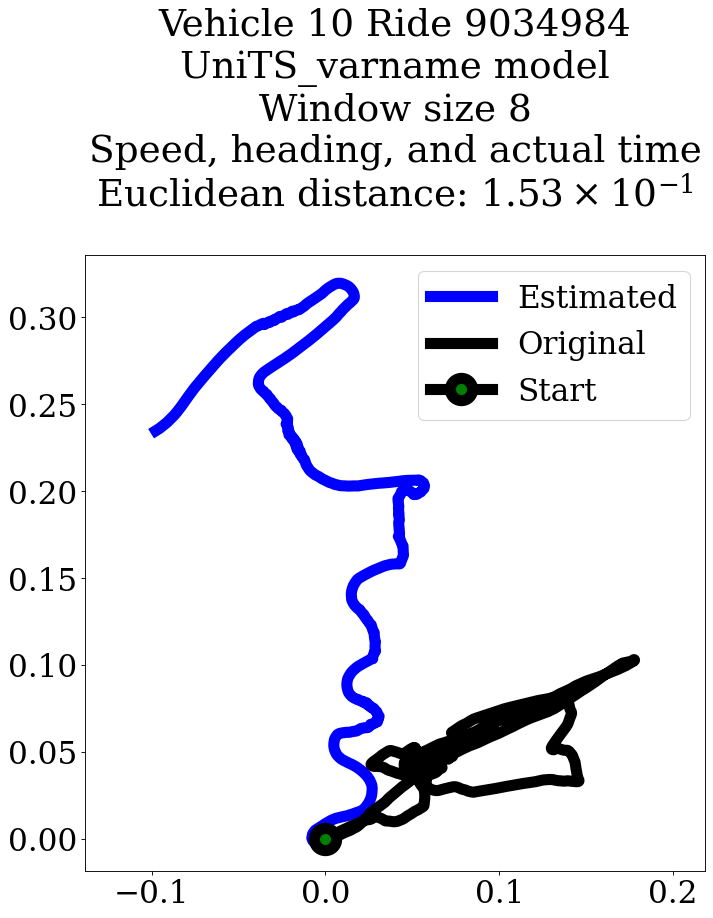 Vehicle 10 Ride 9034984
UniTS_varname model
Window size 8
Speed, heading, and actual time
Euclidean distance: 1.53 × 10⁻¹
Estimated
Original
Start
0.30
0.25
0.20
0.15
0.10
0.05
0.00
−0.1 0.0 0.1 0.2